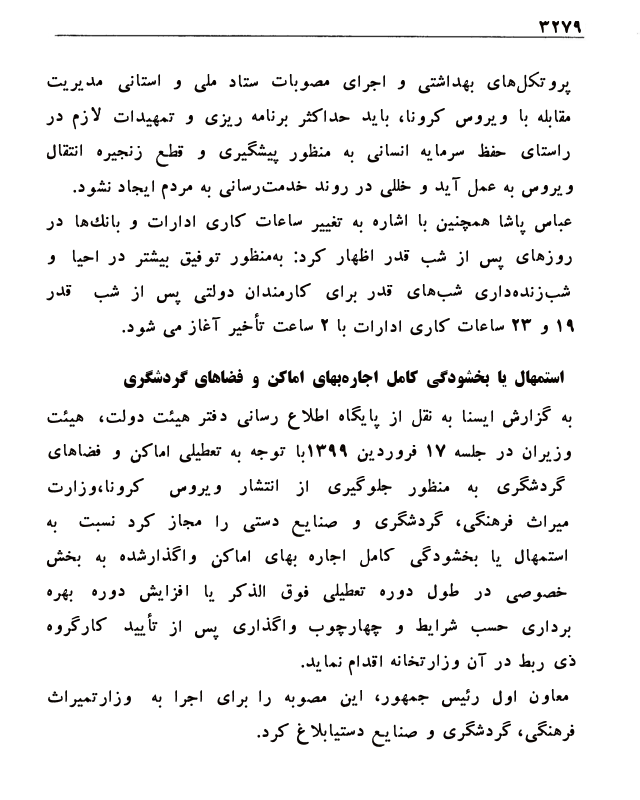 ۳۲۷۹
پروتکل‌های بهداشتی و اجرای مصوبات ستاد ملی و استانی مدیریت
مقابله با ویروس کرونا، باید حداکثر برنامه ریزی و تمهیدات لازم در
راستای حفظ سرمایه انسانی به منظور پیشگیری و قطع زنجیره انتقال
ویروس به عمل آید و خللی در روند خدمت‌رسانی به مردم ایجاد نشود.
عباس پاشا همچنین با اشاره به تغییر ساعات کاری ادارات و بانك‌ها در
روزهای پس از شب قدر اظهار کرد: به‌منظور توفیق بیشتر در احیا و
شب‌زنده‌داری شب‌های قدر برای کارمندان دولتی پس از شب قدر
۱۹ و ۲۳ ساعات کاری ادارات با ۲ ساعت تأخیر آغاز می شود.
استمهال یا بخشودگی کامل اجاره‌بهای اماکن و فضاهای گردشگری
به گزارش ایسنا به نقل از پایگاه اطلاع رسانی دفتر هیئت دولت، هیئت
وزیران در جلسه ۱۷ فروردین ۱۳۹۹با توجه به تعطیلی اماکن و فضاهای
گردشگری به منظور جلوگیری از انتشار ویروس کرونا،وزارت
میراث فرهنگی، گردشگری و صنایع دستی را مجاز کرد نسبت به
استمهال یا بخشودگی کامل اجاره بهای اماکن واگذارشده به بخش
خصوصی در طول دوره تعطیلی فوق الذکر یا افزایش دوره بهره
برداری حسب شرایط و چهارچوب واگذاری پس از تأیید کارگروه
ذی ربط در آن وزارتخانه اقدام نماید.
معاون اول رئیس جمهور، این مصوبه را برای اجرا به وزارتمیراث
فرهنگی، گردشگری و صنایع دستیابلاغ کرد.